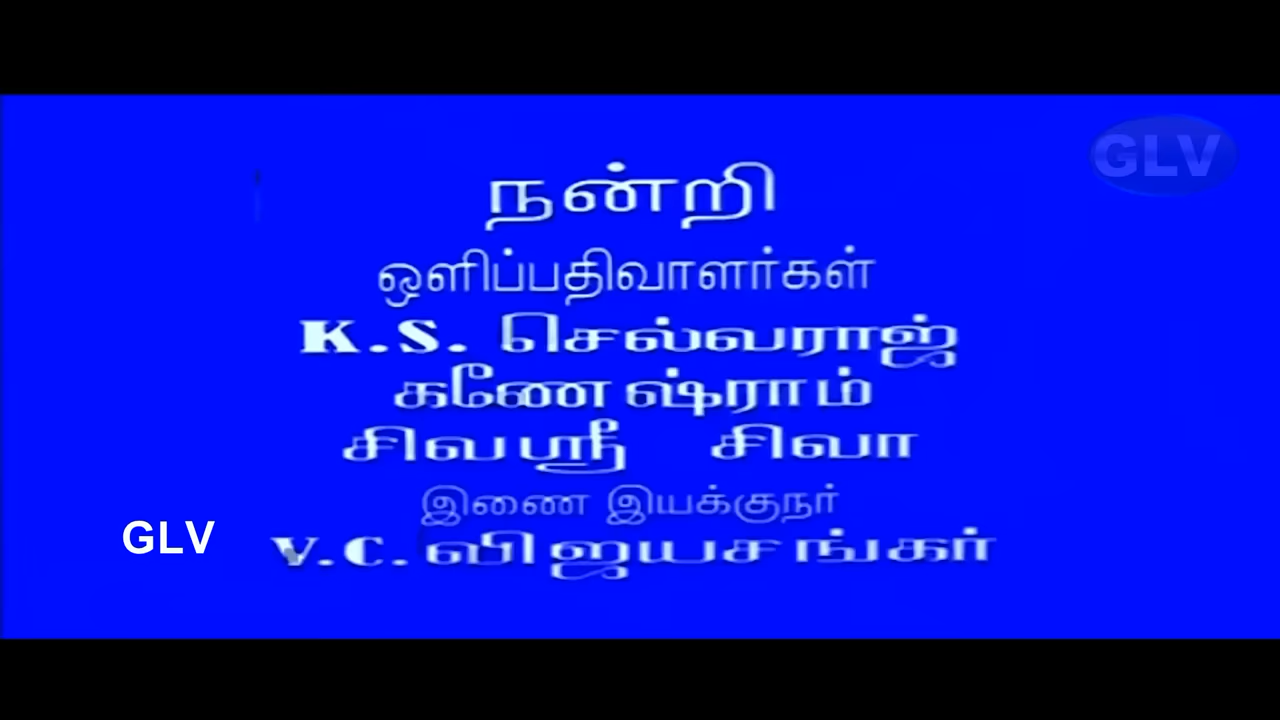 GLV
நன்றி
ஒளிப்பதிவாளர்கள்
K.S. செல்வராஜ்
கணேஷ்ராம்
சிவஸ்ரீ சிவா
இணை இயக்குநர்
GLV
V.C. விஜயசங்கர்